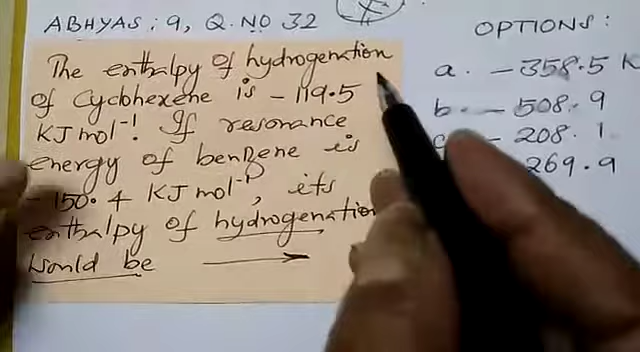 ABHYAS : 9, Q. NO 32
OPTIONS :
The enthalpy of hydrogenation
of Cyclohexene is - 119.5
KJ mol-1. If resonance
energy of benzene is
- 150.4 KJ mol-1, its
enthalpy of hydrogenation
would be
a. - 358.5 K
b. - 508.9
c - 208.1
269.9